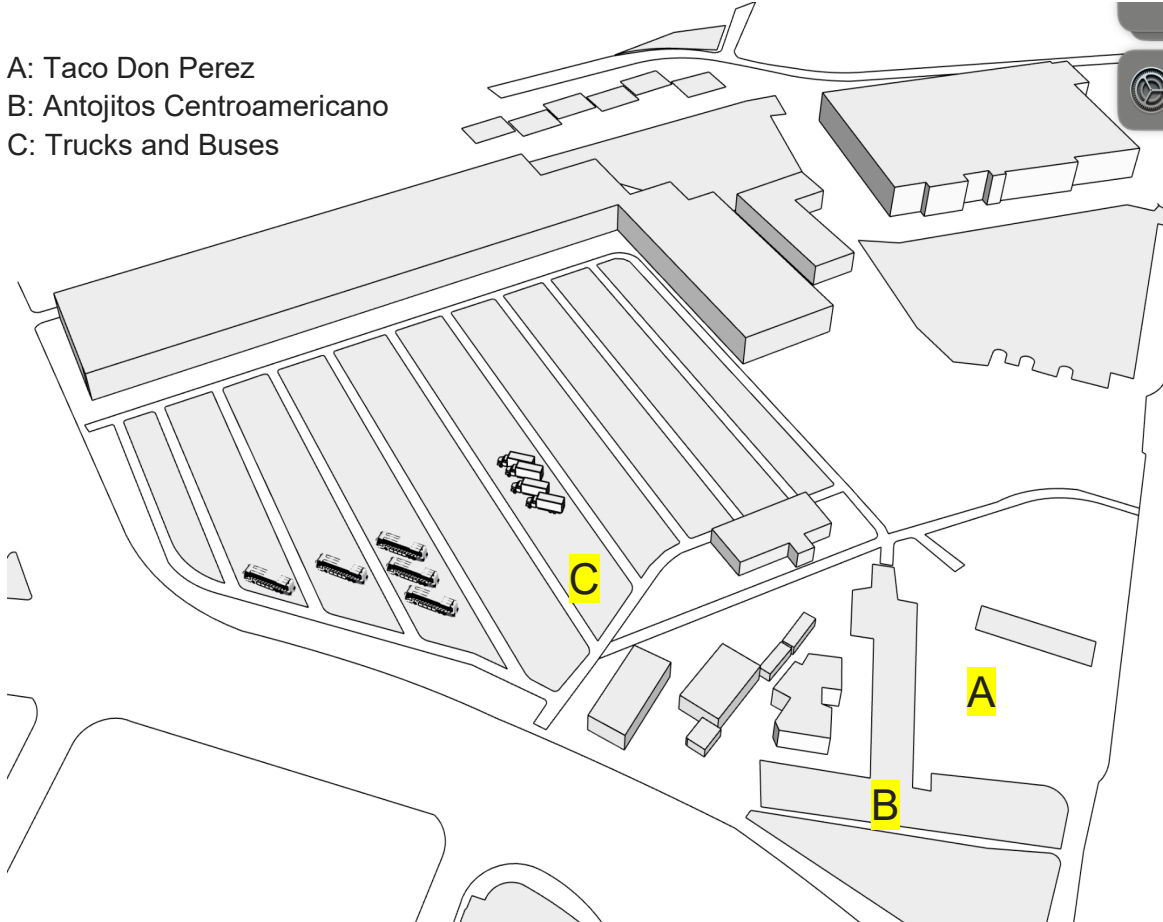 A: Taco Don Perez
B: Antojitos Centroamericano
C: Trucks and Buses
C
A
B